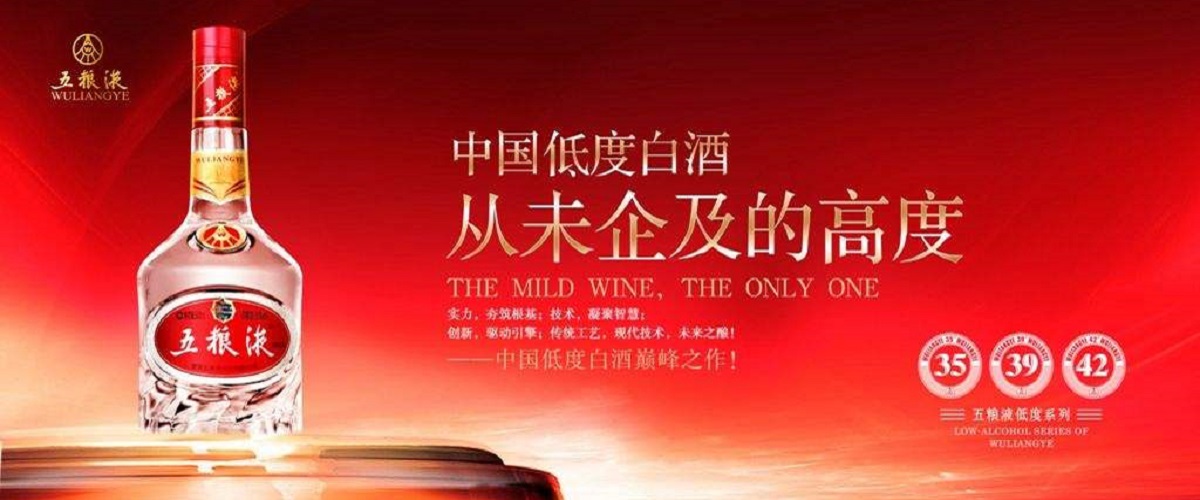 五粮液
WULIANGYE
五粮液
WULIANGYE
五粮液
中国低度白酒
从未企及的高度
THE MILD WINE, THE ONLY ONE
实力，夯筑根基；技术，凝聚智慧；
创新，驱动引擎；传统工艺，现代技术，未来之酿！
——中国低度白酒巅峰之作！
35 39 42
五粮液低度系列
LOW-ALCOHOL SERIES OF
WULIANGYE